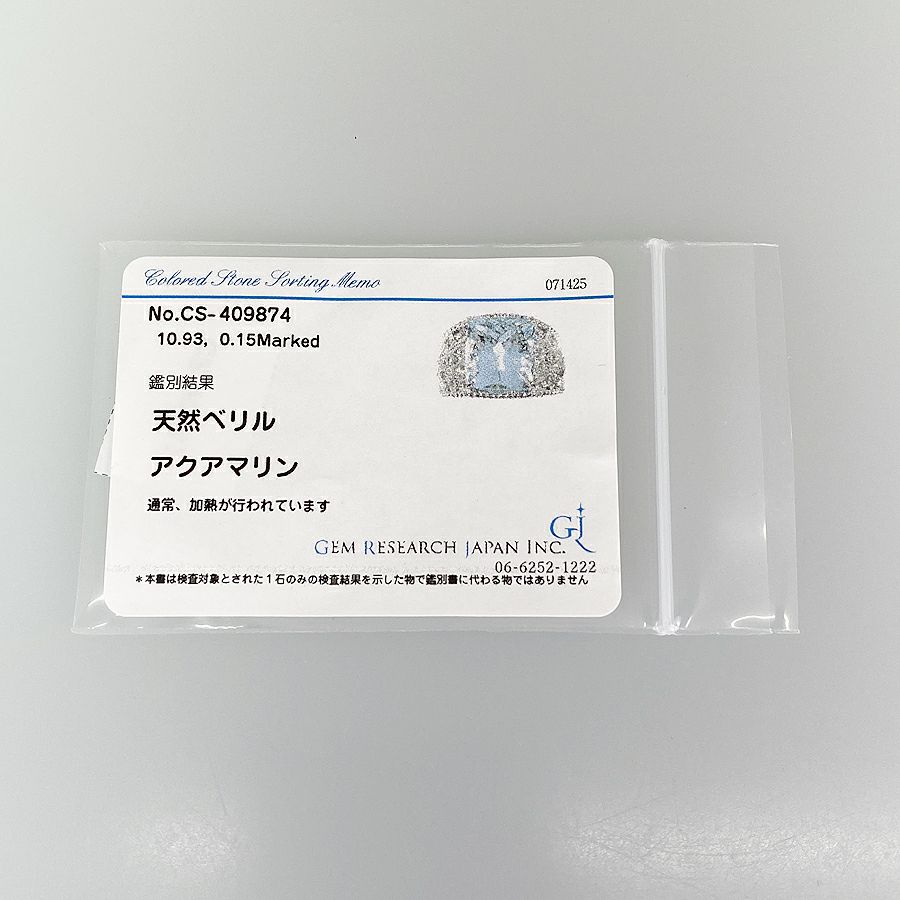 Colored Stone Sorting Memo
071425
No.CS-409874
10.93, 0.15Marked
鑑別結果
天然ベリル
アクアマリン
通常、加熱が行われています
GJ
GEM RESEARCH JAPAN INC.
06-6252-1222
*本書は検査対象とされた1石のみの検査結果を示した物で鑑別書に代わる物ではありません